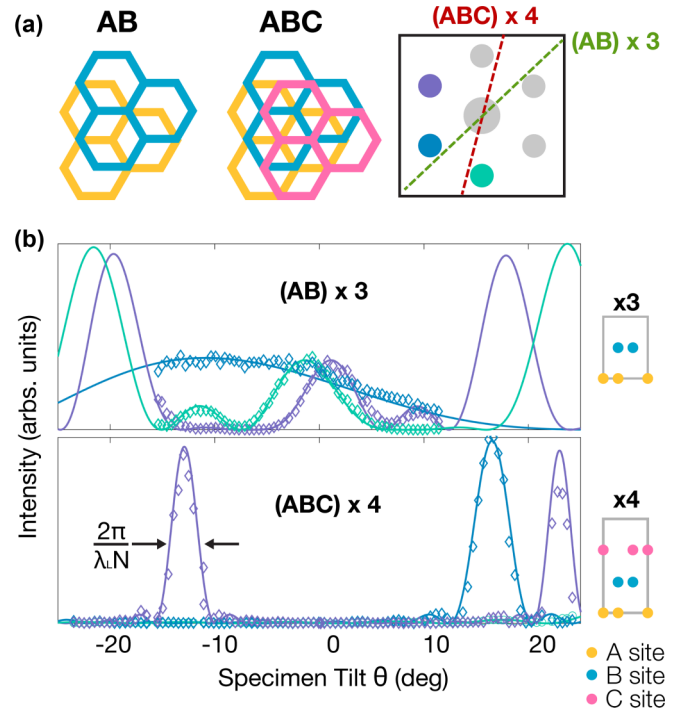 (a)
AB
ABC
(ABC) x 4
(AB) x 3
(b)
Intensity (arbs. units)
(AB) x 3
x3
(ABC) x 4
2π
λLN
x4
-20 -10 0 10 20
Specimen Tilt θ (deg)
A site
B site
C site